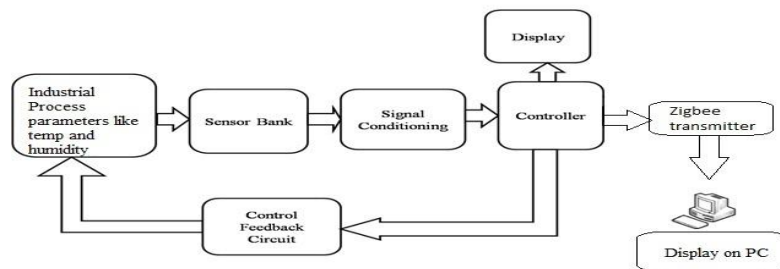 Display
Industrial
Process
parameters like
temp and
humidity
Sensor Bank
Signal
Conditioning
Controller
Zigbee
transmitter
Control
Feedback
Circuit
Display on PC